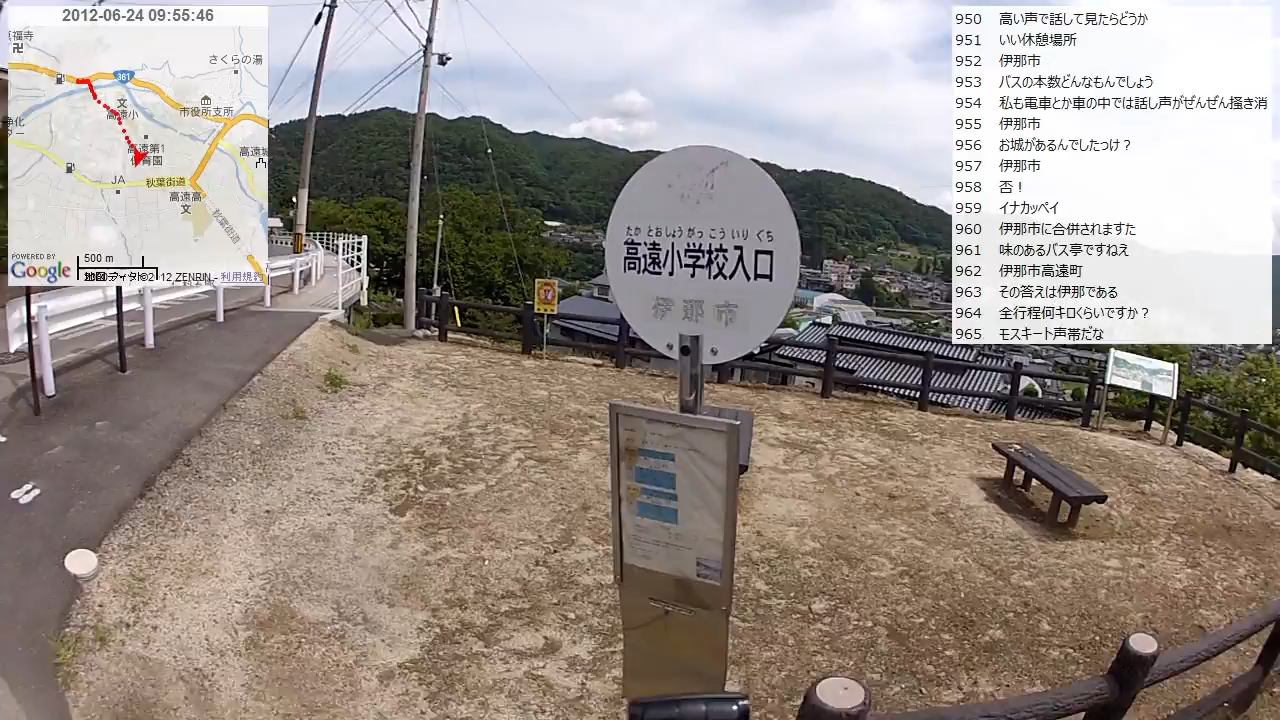 2012-06-24 09:55:46
さくらの湯
361
文
高遠小
市役所支所
高遠第1
保育園
JA
秋葉街道
高遠高
文
秋葉街道
POWERED BY
Google
500 m
利用規約
たかとおしょうがっこういりぐち
高遠小学校入口
伊那市
950 高い声で話して見たらどうか
951 いい休憩場所
952 伊那市
953 バスの本数どんなもんでしょう
954 私も電車とか車の中では話し声がぜんぜん掻き消
955 伊那市
956 お城があるんでしたっけ？
957 伊那市
958 否！
959 イナカッペイ
960 伊那市に合併されますた
961 味のあるバス亭ですねえ
962 伊那市高遠町
963 その答えは伊那である
964 全行程何キロくらいですか？
965 モスキート声帯だな